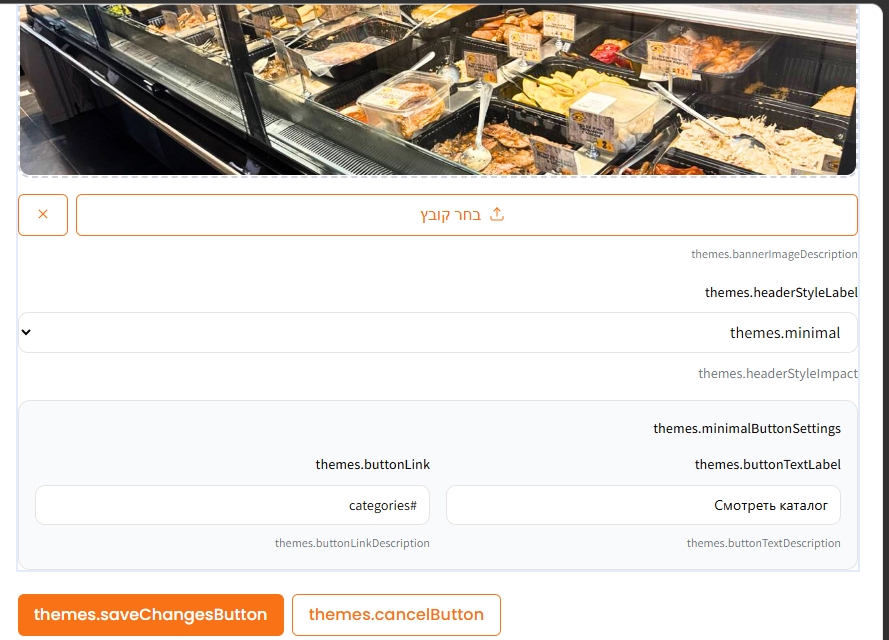 בחר קובץ
themes.bannerImageDescription
themes.headerStyleLabel
themes.minimal
themes.headerStyleImpact
themes.minimalButtonSettings
themes.buttonTextLabel
themes.buttonLink
Смотреть каталог
categories#
themes.buttonTextDescription
themes.buttonLinkDescription
themes.saveChangesButton
themes.cancelButton